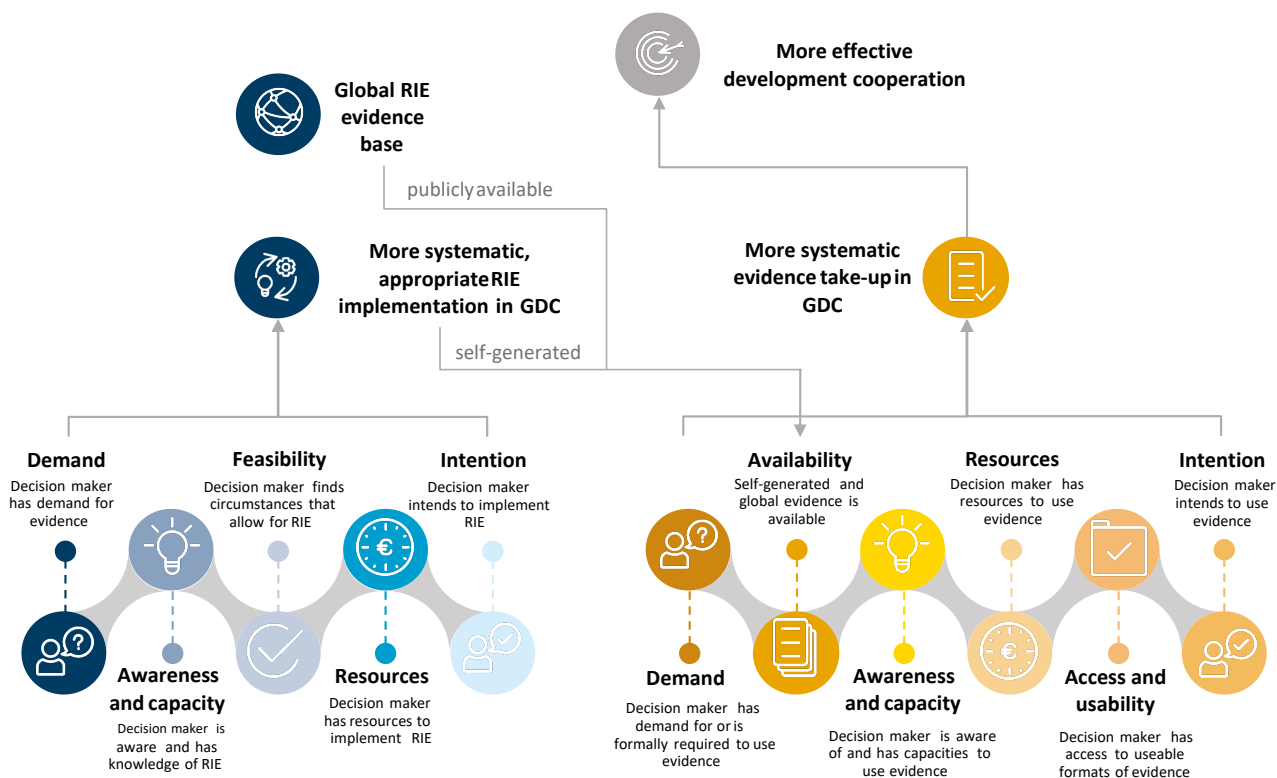 More effective
development cooperation
Global RIE
evidence
base
publicly available
More systematic,
appropriate RIE
implementation in GDC
More systematic
evidence take-up in
GDC
self-generated
Demand
Decision maker
has demand for
evidence
Feasibility
Decision maker finds
circumstances that
allow for RIE
Intention
Decision maker
intends to implement
RIE
?
€
Awareness
and capacity
Decision maker is
aware and has
knowledge of RIE
Resources
Decision maker
has resources to
implement RIE
Availability
Self-generated and
global evidence is
available
Resources
Decision maker has
resources to use
evidence
Intention
Decision maker
intends to use
evidence
?
€
Demand
Decision maker has
demand for or is
formally required to use
evidence
Awareness
and capacity
Decision maker is aware
of and has capacities to
use evidence
Access and
usability
Decision maker has
access to useable
formats of evidence